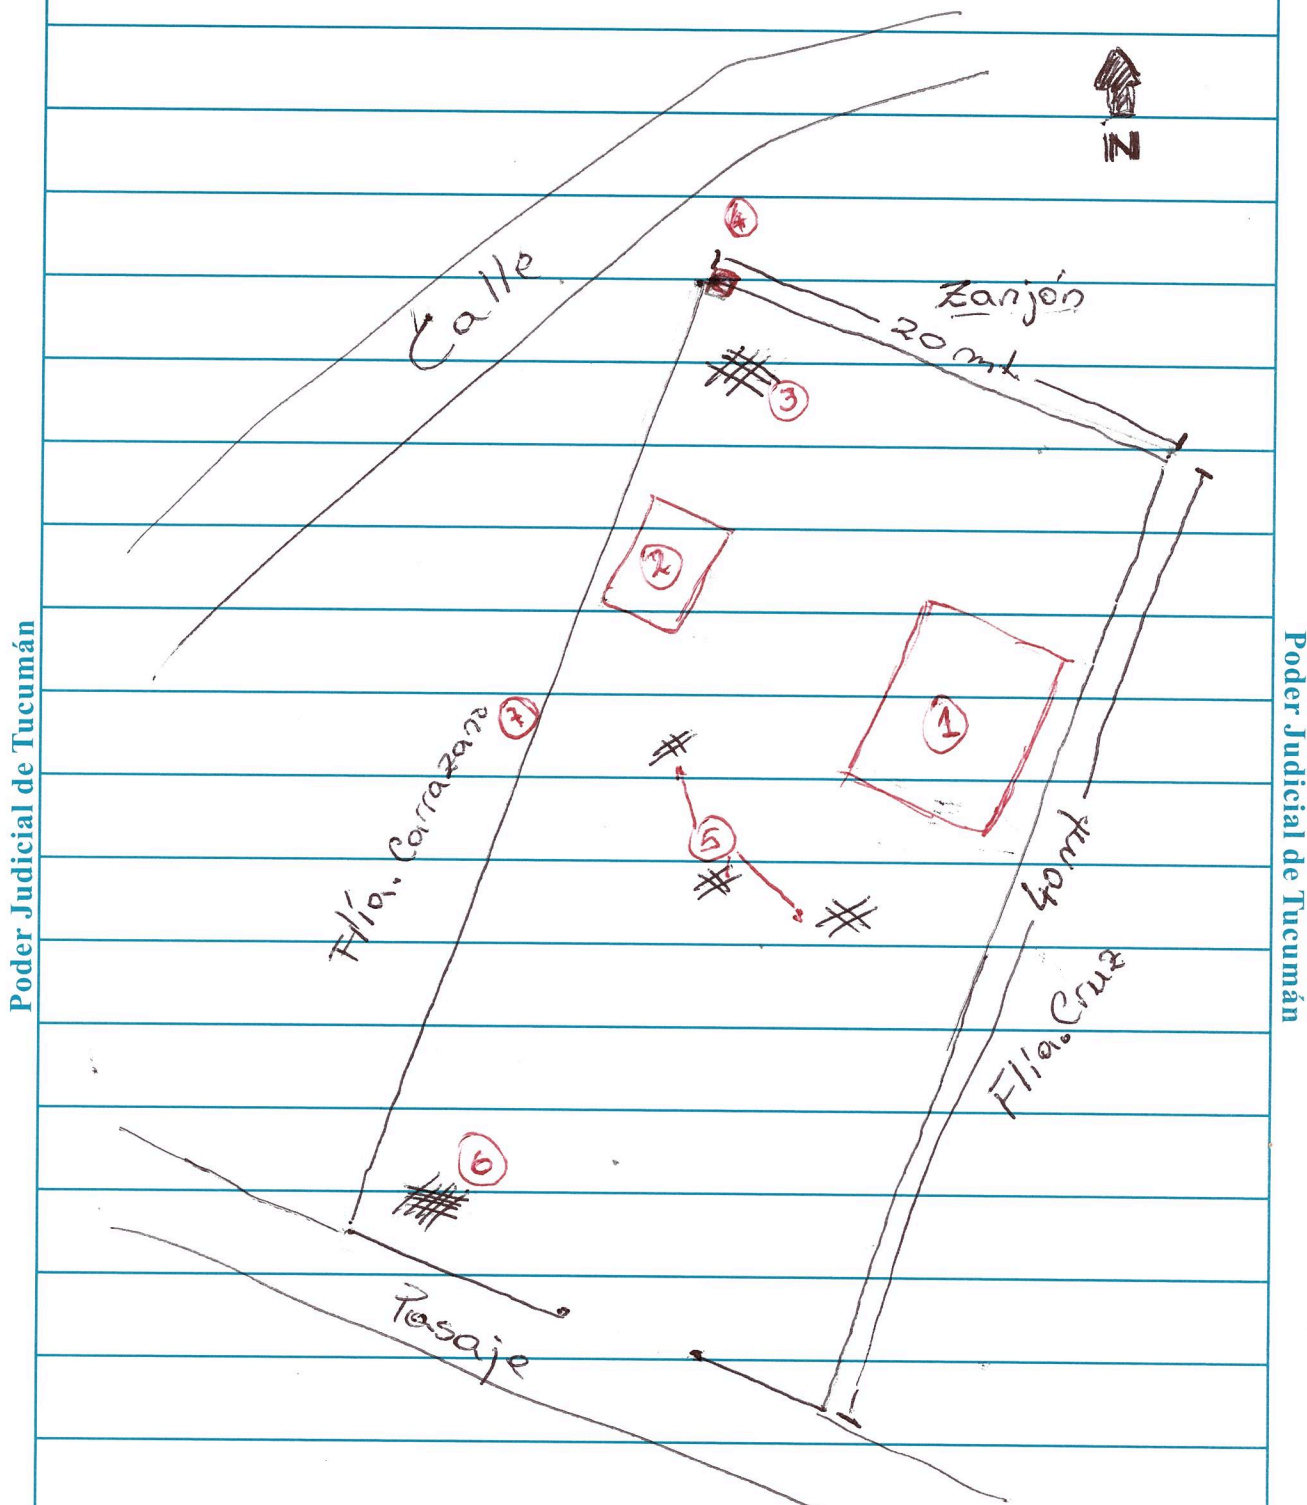 N
4
Calle
Zanjón
20 mt
3
2
1
7
Flía. Carrazano
5
40 mt
Flía. Cruz
6
Pasaje
Poder Judicial de Tucumán
Poder Judicial de Tucumán